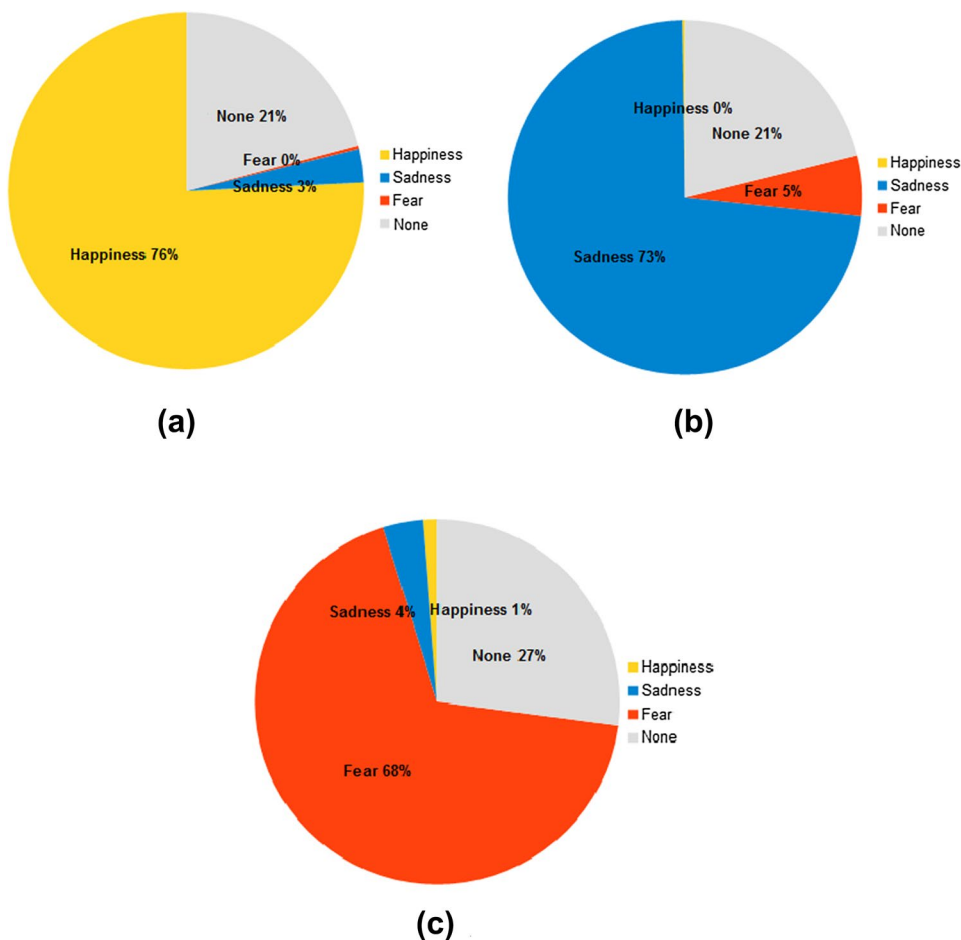 None 21%
Fear 0%
Sadness 3%
Happiness 76%
Happiness
Sadness
Fear
None
(a)
Happiness 0%
None 21%
Fear 5%
Sadness 73%
Happiness
Sadness
Fear
None
(b)
Sadness 4%
Happiness 1%
None 27%
Fear 68%
Happiness
Sadness
Fear
None
(c)